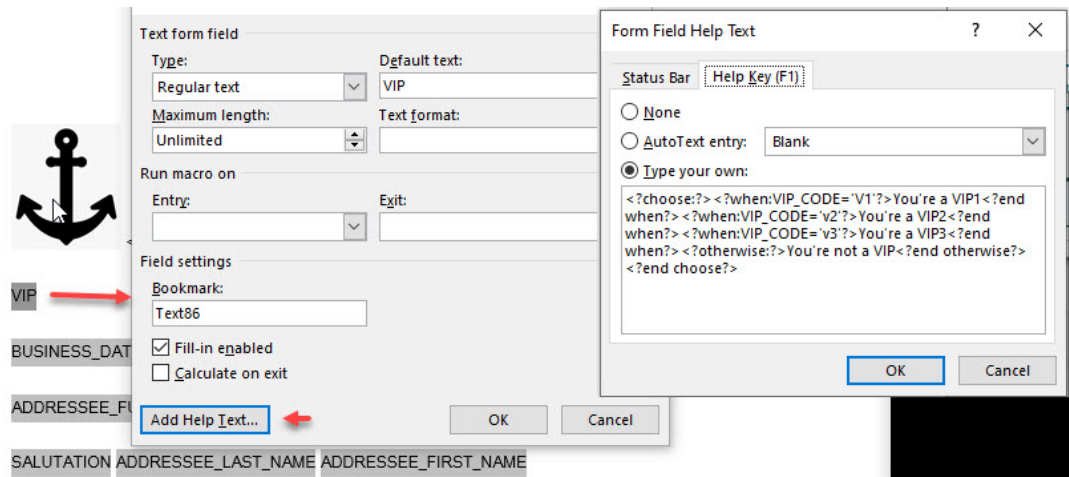 Text form field
Type:
Default text:
Regular text
VIP
Maximum length:
Text format:
Unlimited
Run macro on
Entry:
Exit:
Field settings
Bookmark:
Text86
Fill-in enabled
Calculate on exit
Add Help Text...
OK
Cancel
Form Field Help Text
?
Status Bar
Help Key (F1)
None
AutoText entry:
Blank
Type your own:
<?choose:?><?when:VIP_CODE='V1'?>You're a VIP1<?end
when?><?when:VIP_CODE='v2'?>You're a VIP2<?end
when?><?when:VIP_CODE='v3'?>You're a VIP3<?end
when?><?otherwise:?>You're not a VIP<?end otherwise?>
<?end choose?>
OK
Cancel
<
VIP
BUSINESS_DAT
ADDRESSEE_FU
SALUTATION ADDRESSEE_LAST_NAME ADDRESSEE_FIRST_NAME